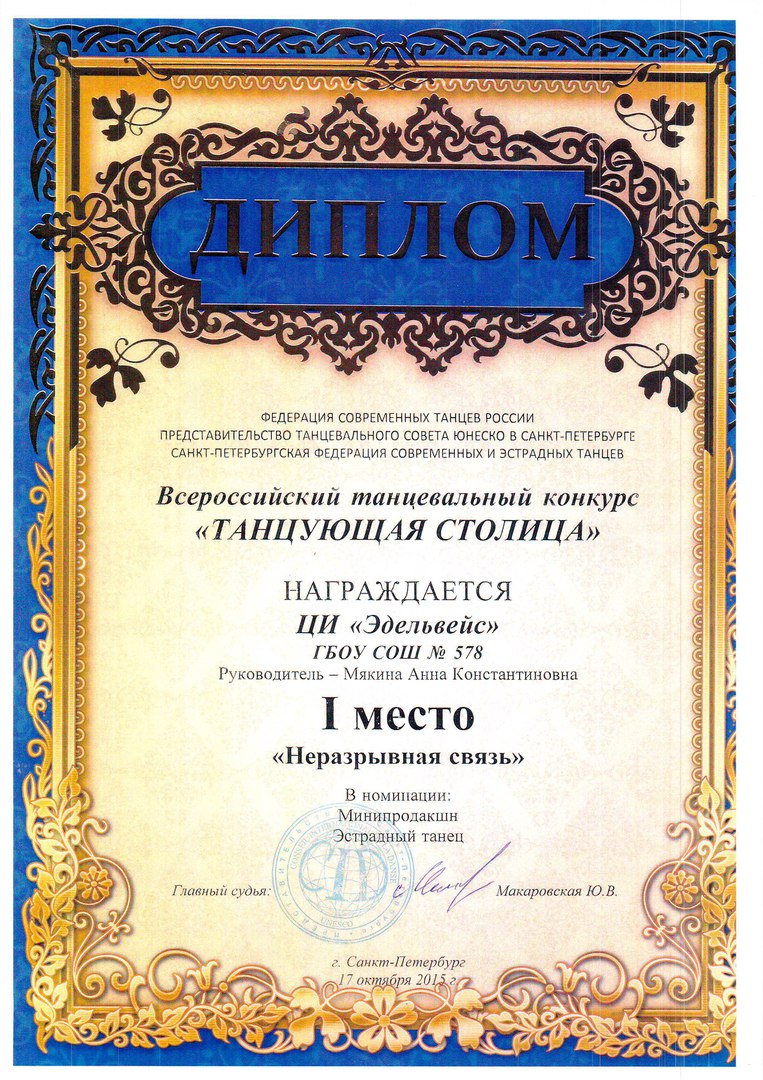 ДИПЛОМ
ФЕДЕРАЦИЯ СОВРЕМЕННЫХ ТАНЦЕВ РОССИИ
ПРЕДСТАВИТЕЛЬСТВО ТАНЦЕВАЛЬНОГО СОВЕТА ЮНЕСКО В САНКТ-ПЕТЕРБУРГЕ
САНКТ-ПЕТЕРБУРГСКАЯ ФЕДЕРАЦИЯ СОВРЕМЕННЫХ И ЭСТРАДНЫХ ТАНЦЕВ
Всероссийский танцевальный конкурс
«ТАНЦУЮЩАЯ СТОЛИЦА»
НАГРАЖДАЕТСЯ
ЦИ «Эдельвейс»
ГБОУ СОШ № 578
Руководитель – Мякина Анна Константиновна
I место
«Неразрывная связь»
В номинации:
Минипродакшн
Эстрадный танец
CID
UNESCO
Главный судья:
Макаровская Ю.В.
г. Санкт-Петербург
17 октября 2015 г.